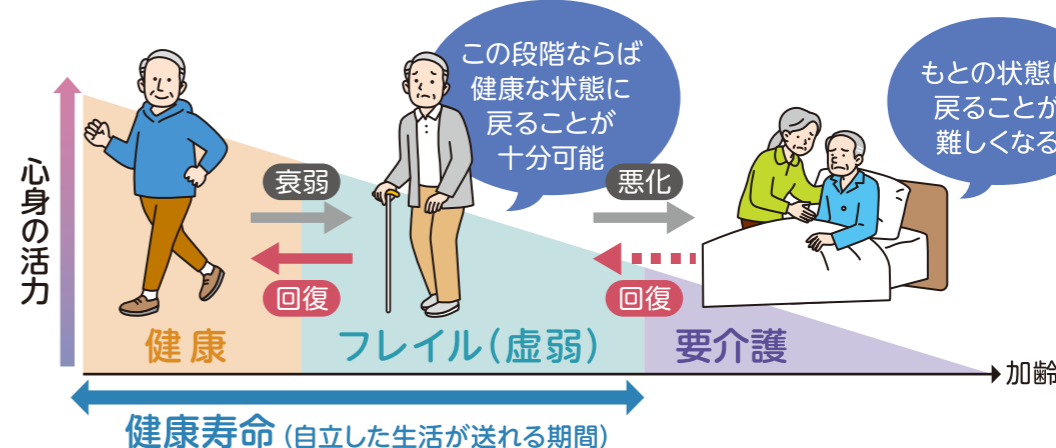 この段階ならば
健康な状態に
戻ることが
十分可能
もとの状態に
戻ることが
難しくなる
心身の活力
衰弱
回復
悪化
回復
健康
フレイル（虚弱）
要介護
加齢
健康寿命（自立した生活が送れる期間）